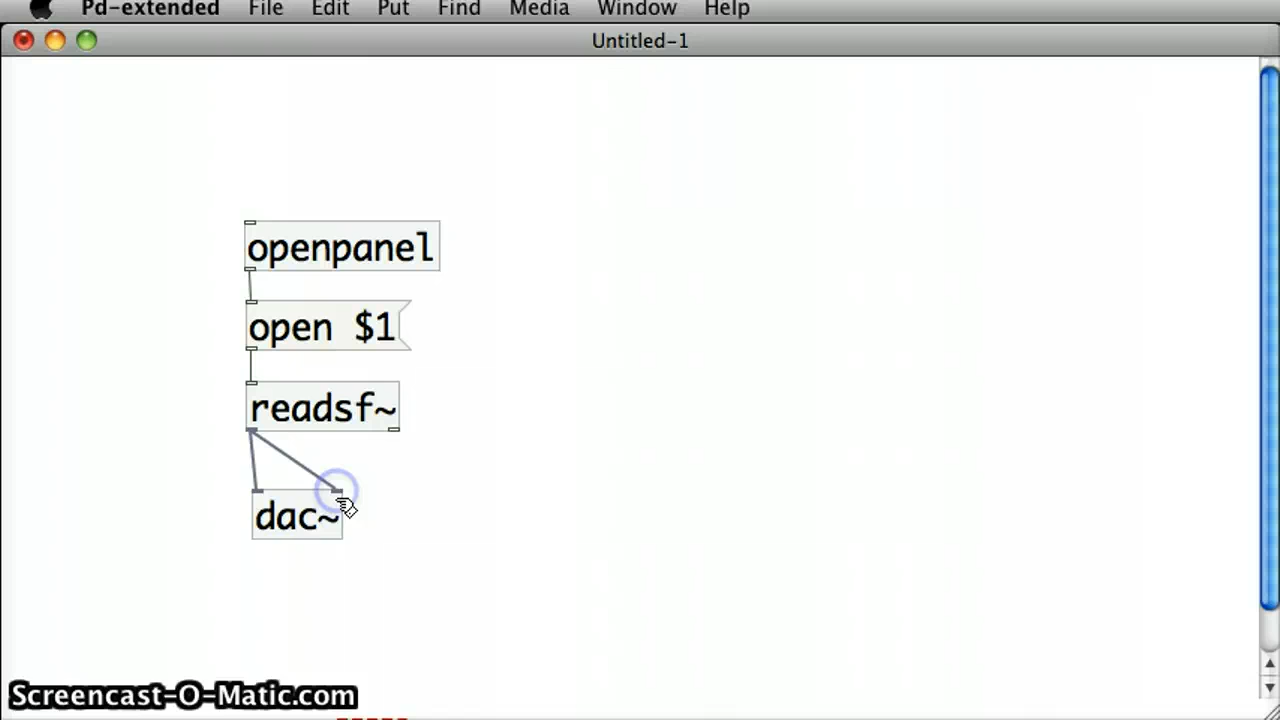 Pd-extended File Edit Put Find Media Window Help
Untitled-1
openpanel
open $1
readsf~
dac~
Screencast-O-Matic.com